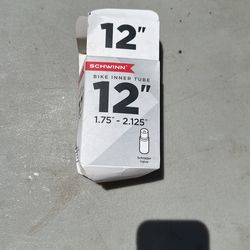 12"
SCHWINN
BIKE INNER TUBE
12"
1.75" - 2.125"
Schrader
Valve